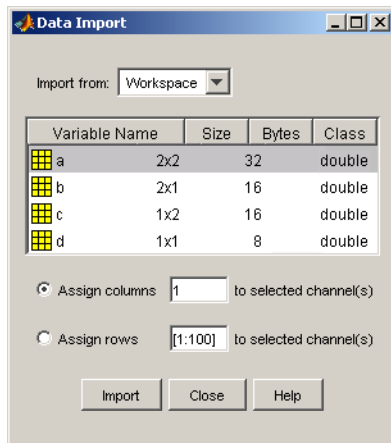 Data Import
Import from: Workspace
Variable Name Size Bytes Class
a 2x2 32 double
b 2x1 16 double
c 1x2 16 double
d 1x1 8 double
Assign columns 1 to selected channel(s)
Assign rows [1:100] to selected channel(s)
Import Close Help